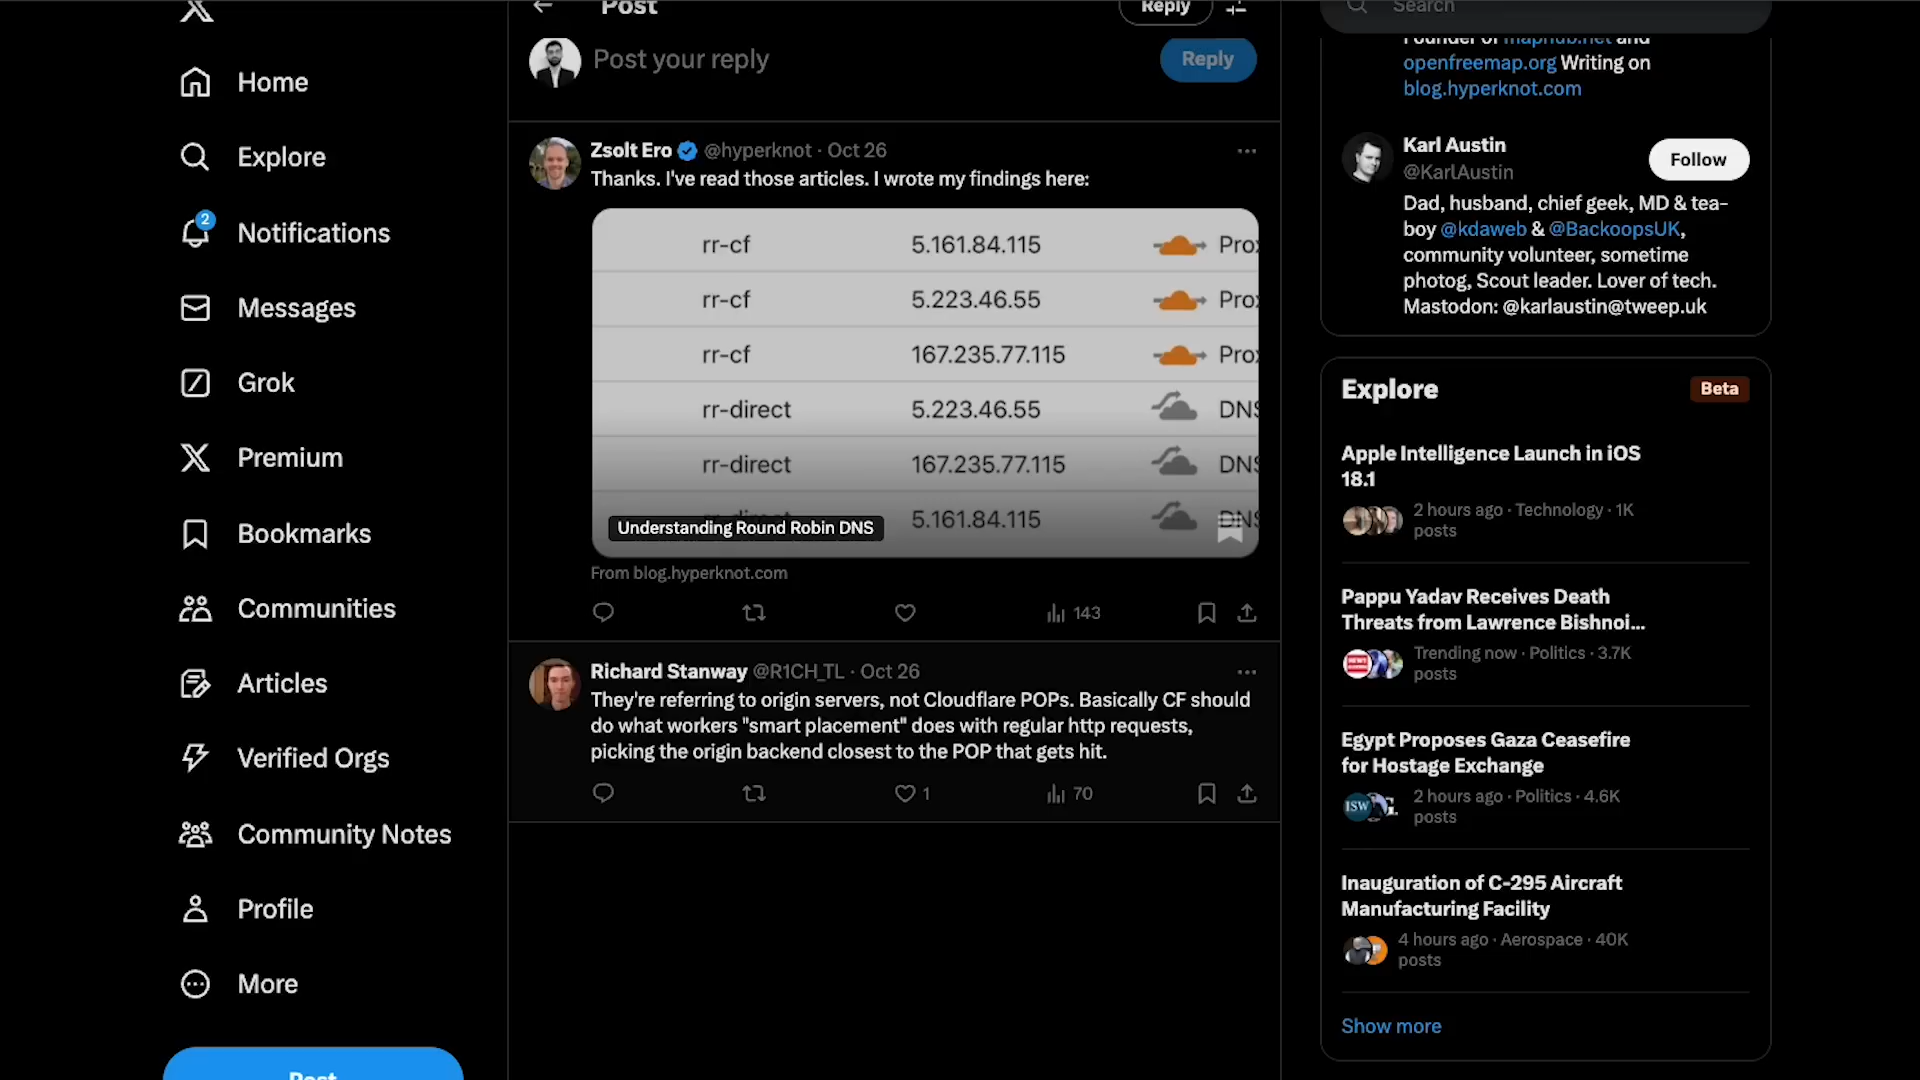 Home
Explore
2
Notifications
Messages
Grok
Premium
Bookmarks
Communities
Articles
Verified Orgs
Community Notes
Profile
More
Post
Post
Reply
Post your reply
Reply
Zsolt Ero @hyperknot · Oct 26
Thanks. I've read those articles. I wrote my findings here:
rr-cf 5.161.84.115
rr-cf 5.223.46.55
rr-cf 167.235.77.115
rr-direct 5.223.46.55 DNS
rr-direct 167.235.77.115 DNS
5.161.84.115 DNS
Understanding Round Robin DNS
From blog.hyperknot.com
143
Richard Stanway @R1CH_TL · Oct 26
They're referring to origin servers, not Cloudflare POPs. Basically CF should
do what workers "smart placement" does with regular http requests,
picking the origin backend closest to the POP that gets hit.
1
70
Search
Founder of maphub.net and
openfreemap.org Writing on
blog.hyperknot.com
Karl Austin
@KarlAustin
Follow
Dad, husband, chief geek, MD & tea-
boy @kdaweb & @BackoopsUK,
community volunteer, sometime
photog, Scout leader. Lover of tech.
Mastodon: @karlaustin@tweep.uk
Explore
Beta
Apple Intelligence Launch in iOS
18.1
2 hours ago · Technology · 1K
posts
Pappu Yadav Receives Death
Threats from Lawrence Bishnoi...
Trending now · Politics · 3.7K
posts
Egypt Proposes Gaza Ceasefire
for Hostage Exchange
ISW
2 hours ago · Politics · 4.6K
posts
Inauguration of C-295 Aircraft
Manufacturing Facility
4 hours ago · Aerospace · 40K
posts
Show more